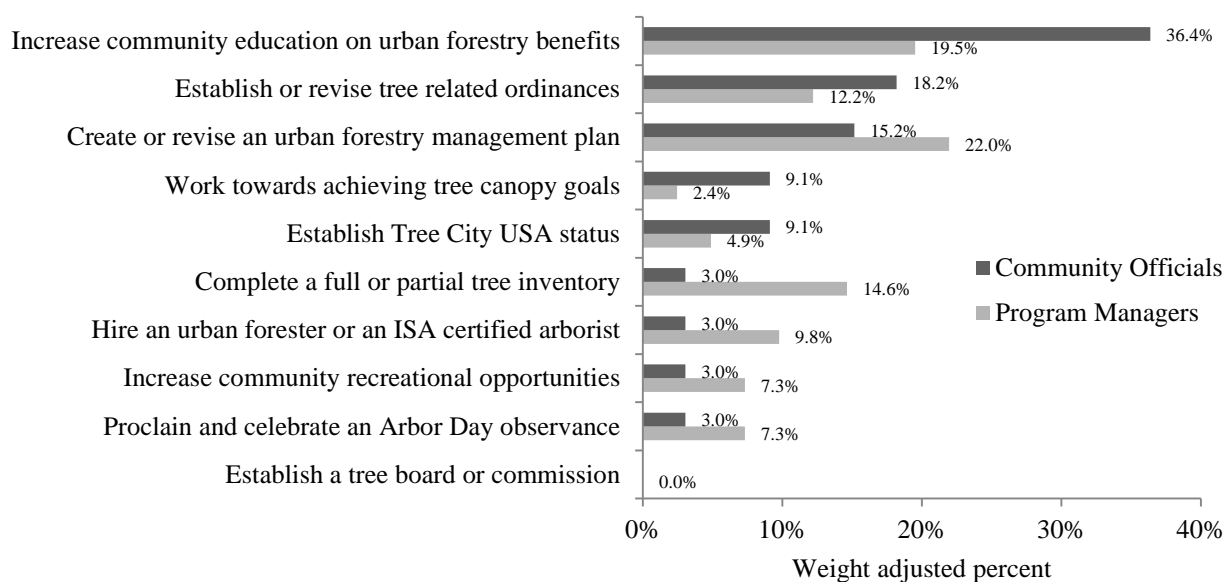 Increase community education on urban forestry benefits
36.4%
19.5%
Establish or revise tree related ordinances
18.2%
12.2%
Create or revise an urban forestry management plan
15.2%
22.0%
Work towards achieving tree canopy goals
9.1%
2.4%
Establish Tree City USA status
9.1%
4.9%
Complete a full or partial tree inventory
3.0%
14.6%
Hire an urban forester or an ISA certified arborist
3.0%
9.8%
Increase community recreational opportunities
3.0%
7.3%
Proclain and celebrate an Arbor Day observance
3.0%
7.3%
Establish a tree board or commission
0.0%
Community Officials
Program Managers
0% 10% 20% 30% 40%
Weight adjusted percent